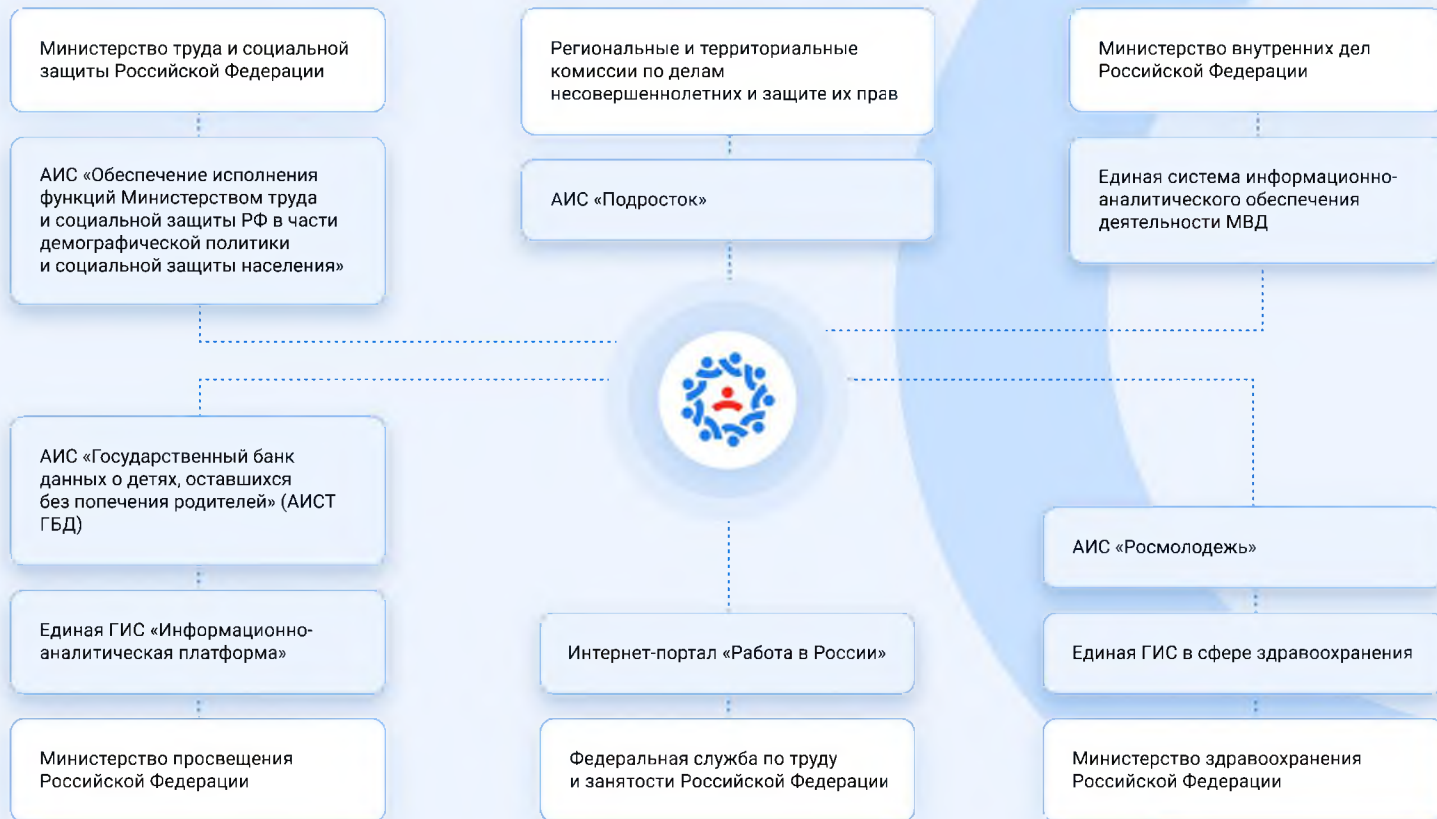 Министерство труда и социальной
защиты Российской Федерации
Региональные и территориальные
комиссии по делам
несовершеннолетних и защите их прав
Министерство внутренних дел
Российской Федерации
АИС «Обеспечение исполнения
функций Министерством труда
и социальной защиты РФ в части
демографической политики
и социальной защиты населения»
АИС «Подросток»
Единая система информационно-
аналитического обеспечения
деятельности МВД
АИС «Государственный банк
данных о детях, оставшихся
без попечения родителей» (АИСТ
ГБД)
АИС «Росмолодежь»
Единая ГИС «Информационно-
аналитическая платформа»
Интернет-портал «Работа в России»
Единая ГИС в сфере здравоохранения
Министерство просвещения
Российской Федерации
Федеральная служба по труду
и занятости Российской Федерации
Министерство здравоохранения
Российской Федерации